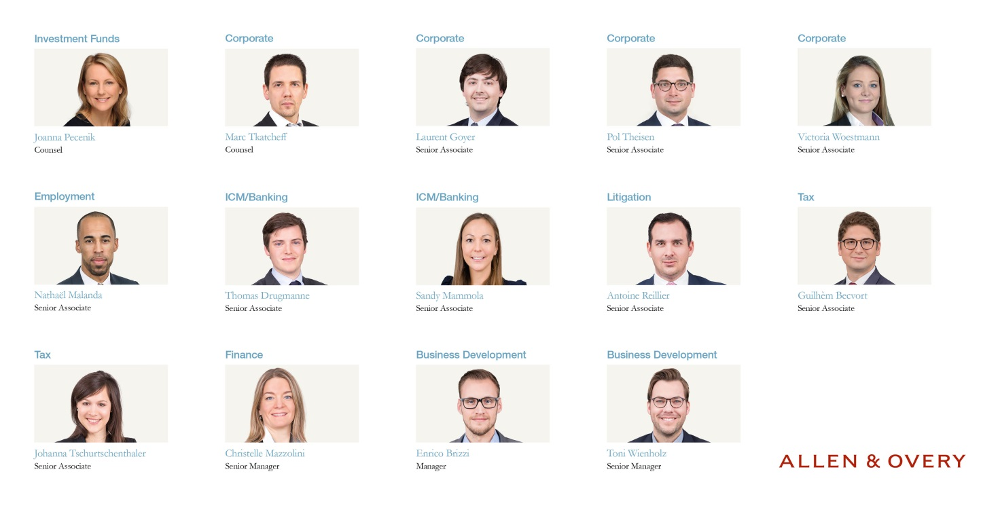 Investment Funds
Joanna Pecenik
Counsel
Corporate
Marc Tkatcheff
Counsel
Corporate
Laurent Goyer
Senior Associate
Corporate
Pol Theisen
Senior Associate
Corporate
Victoria Woestmann
Senior Associate
Employment
Nathaël Malanda
Senior Associate
ICM/Banking
Thomas Drugmanne
Senior Associate
ICM/Banking
Sandy Mammola
Senior Associate
Litigation
Antoine Reillier
Senior Associate
Tax
Guilhèm Becvort
Senior Associate
Tax
Johanna Tschurtschenthaler
Senior Associate
Finance
Christelle Mazzolini
Senior Manager
Business Development
Enrico Brizzi
Manager
Business Development
Toni Wienholz
Senior Manager
ALLEN & OVERY